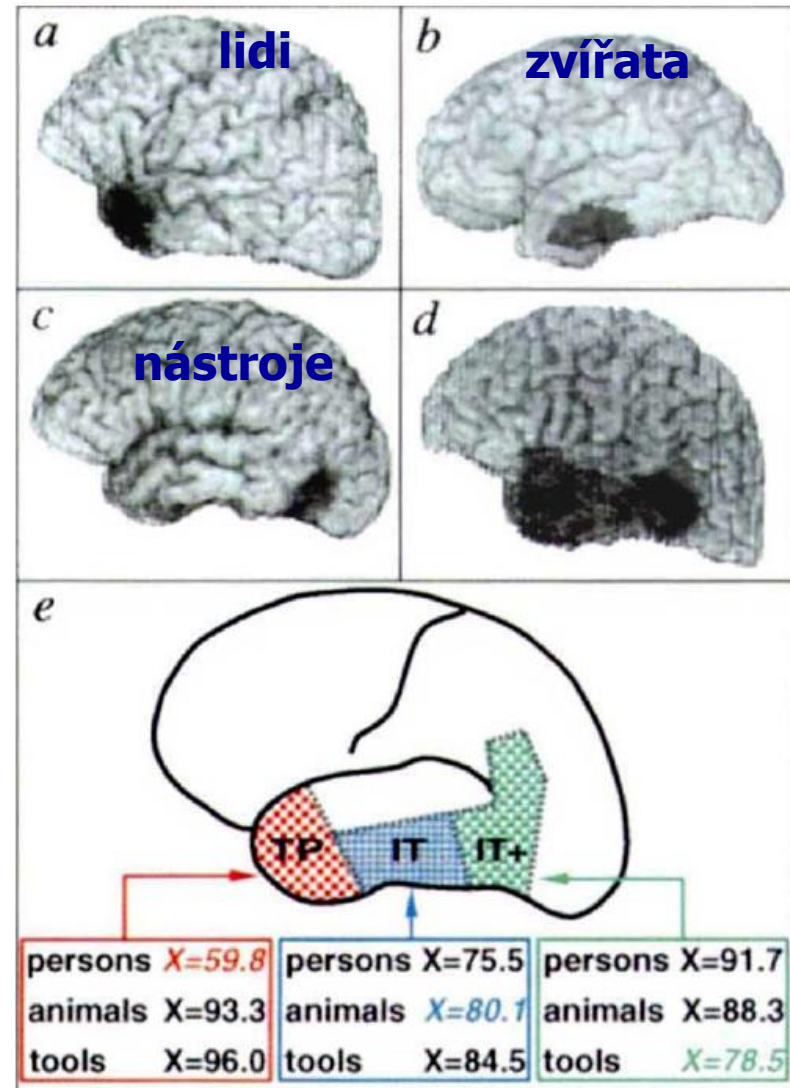 a
lidi
b
zvířata
c
nástroje
d
e
TP
IT
IT+
persons X=59.8
animals X=93.3
tools X=96.0
persons X=75.5
animals X=80.1
tools X=84.5
persons X=91.7
animals X=88.3
tools X=78.5